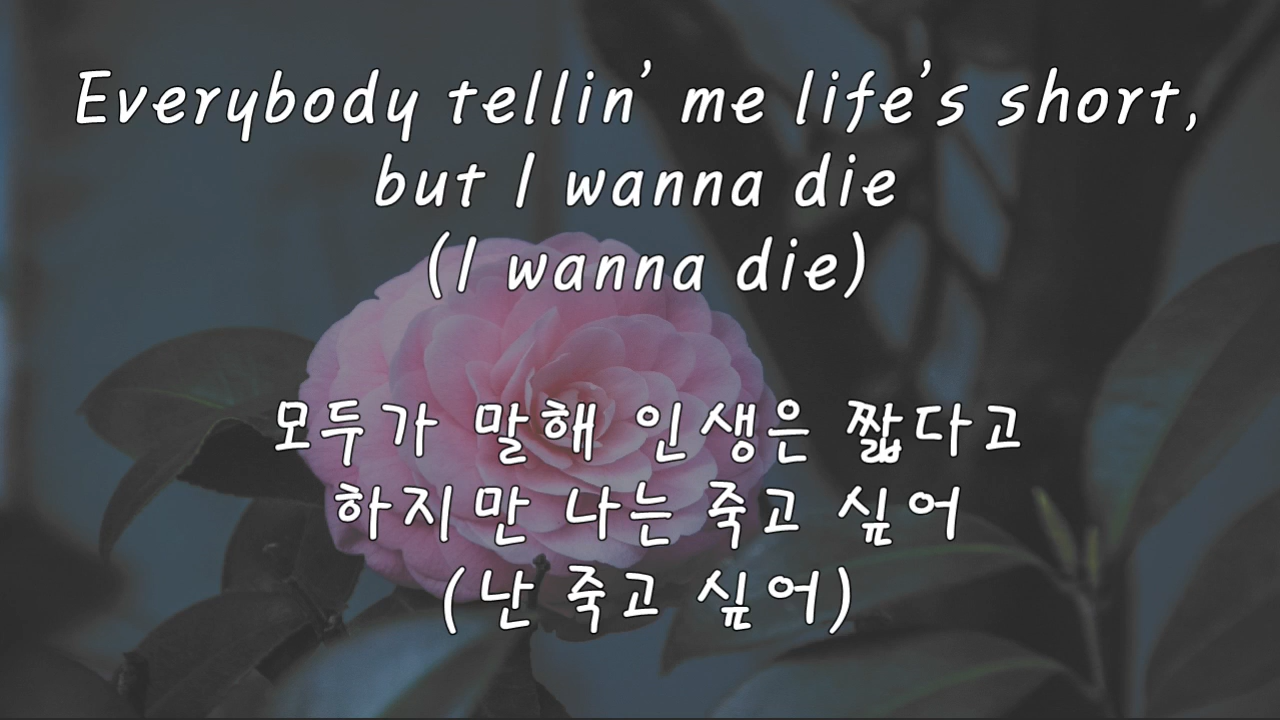 Everybody tellin’ me life’s short,
but I wanna die
(I wanna die)
모두가 말해 인생은 짧다고
하지만 나는 죽고 싶어
(난 죽고 싶어)